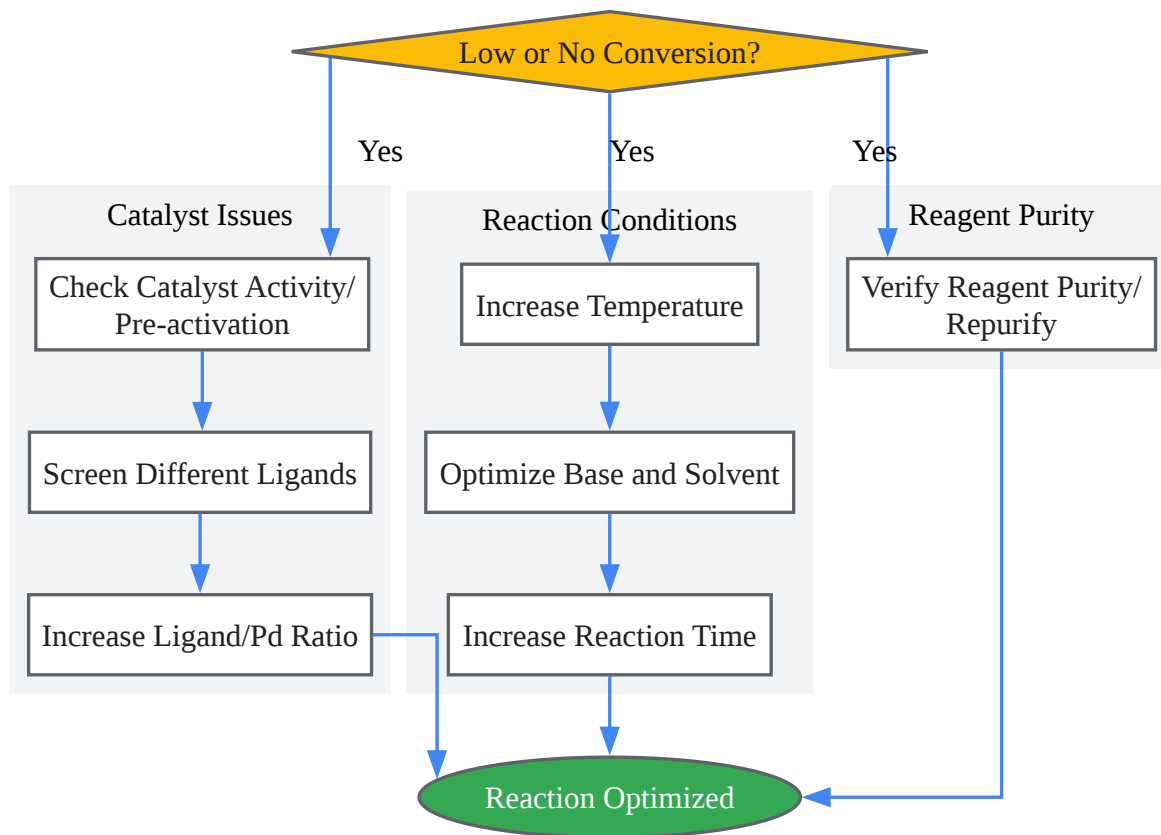 Low or No Conversion?
Yes
Yes
Yes
Catalyst Issues
Check Catalyst Activity/
Pre-activation
Screen Different Ligands
Increase Ligand/Pd Ratio
Reaction Conditions
Increase Temperature
Optimize Base and Solvent
Increase Reaction Time
Reagent Purity
Verify Reagent Purity/
Repurify
Reaction Optimized